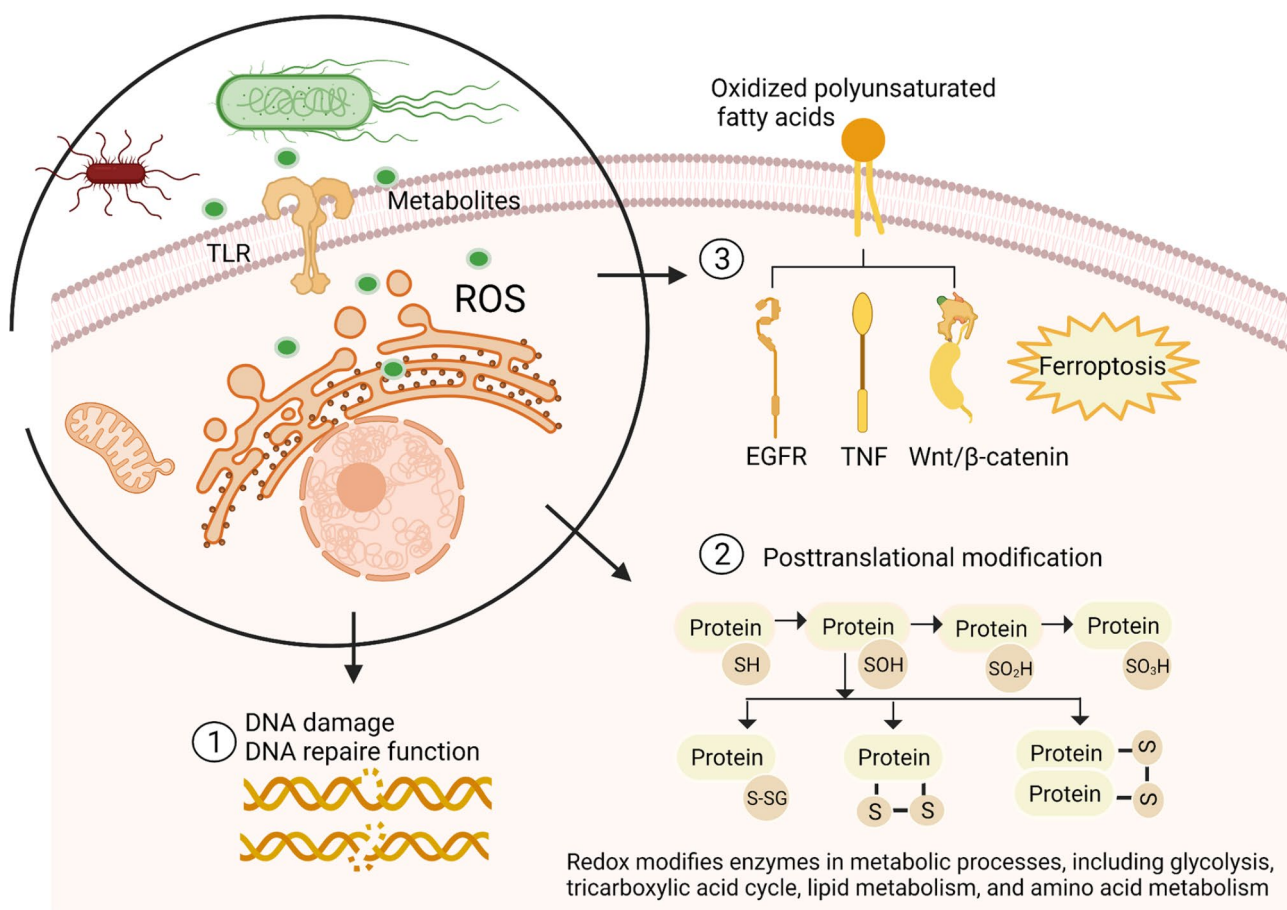 Oxidized polyunsaturated
fatty acids
Metabolites
TLR
ROS
3
Ferroptosis
EGFR
TNF
Wnt/β-catenin
2
Posttranslational modification
Protein
SH
Protein
SOH
Protein
SO₂H
Protein
SO₃H
1
DNA damage
DNA repaire function
Protein
S-SG
Protein
S
S
Protein
S
Protein
S
Redox modifies enzymes in metabolic processes, including glycolysis,
tricarboxylic acid cycle, lipid metabolism, and amino acid metabolism